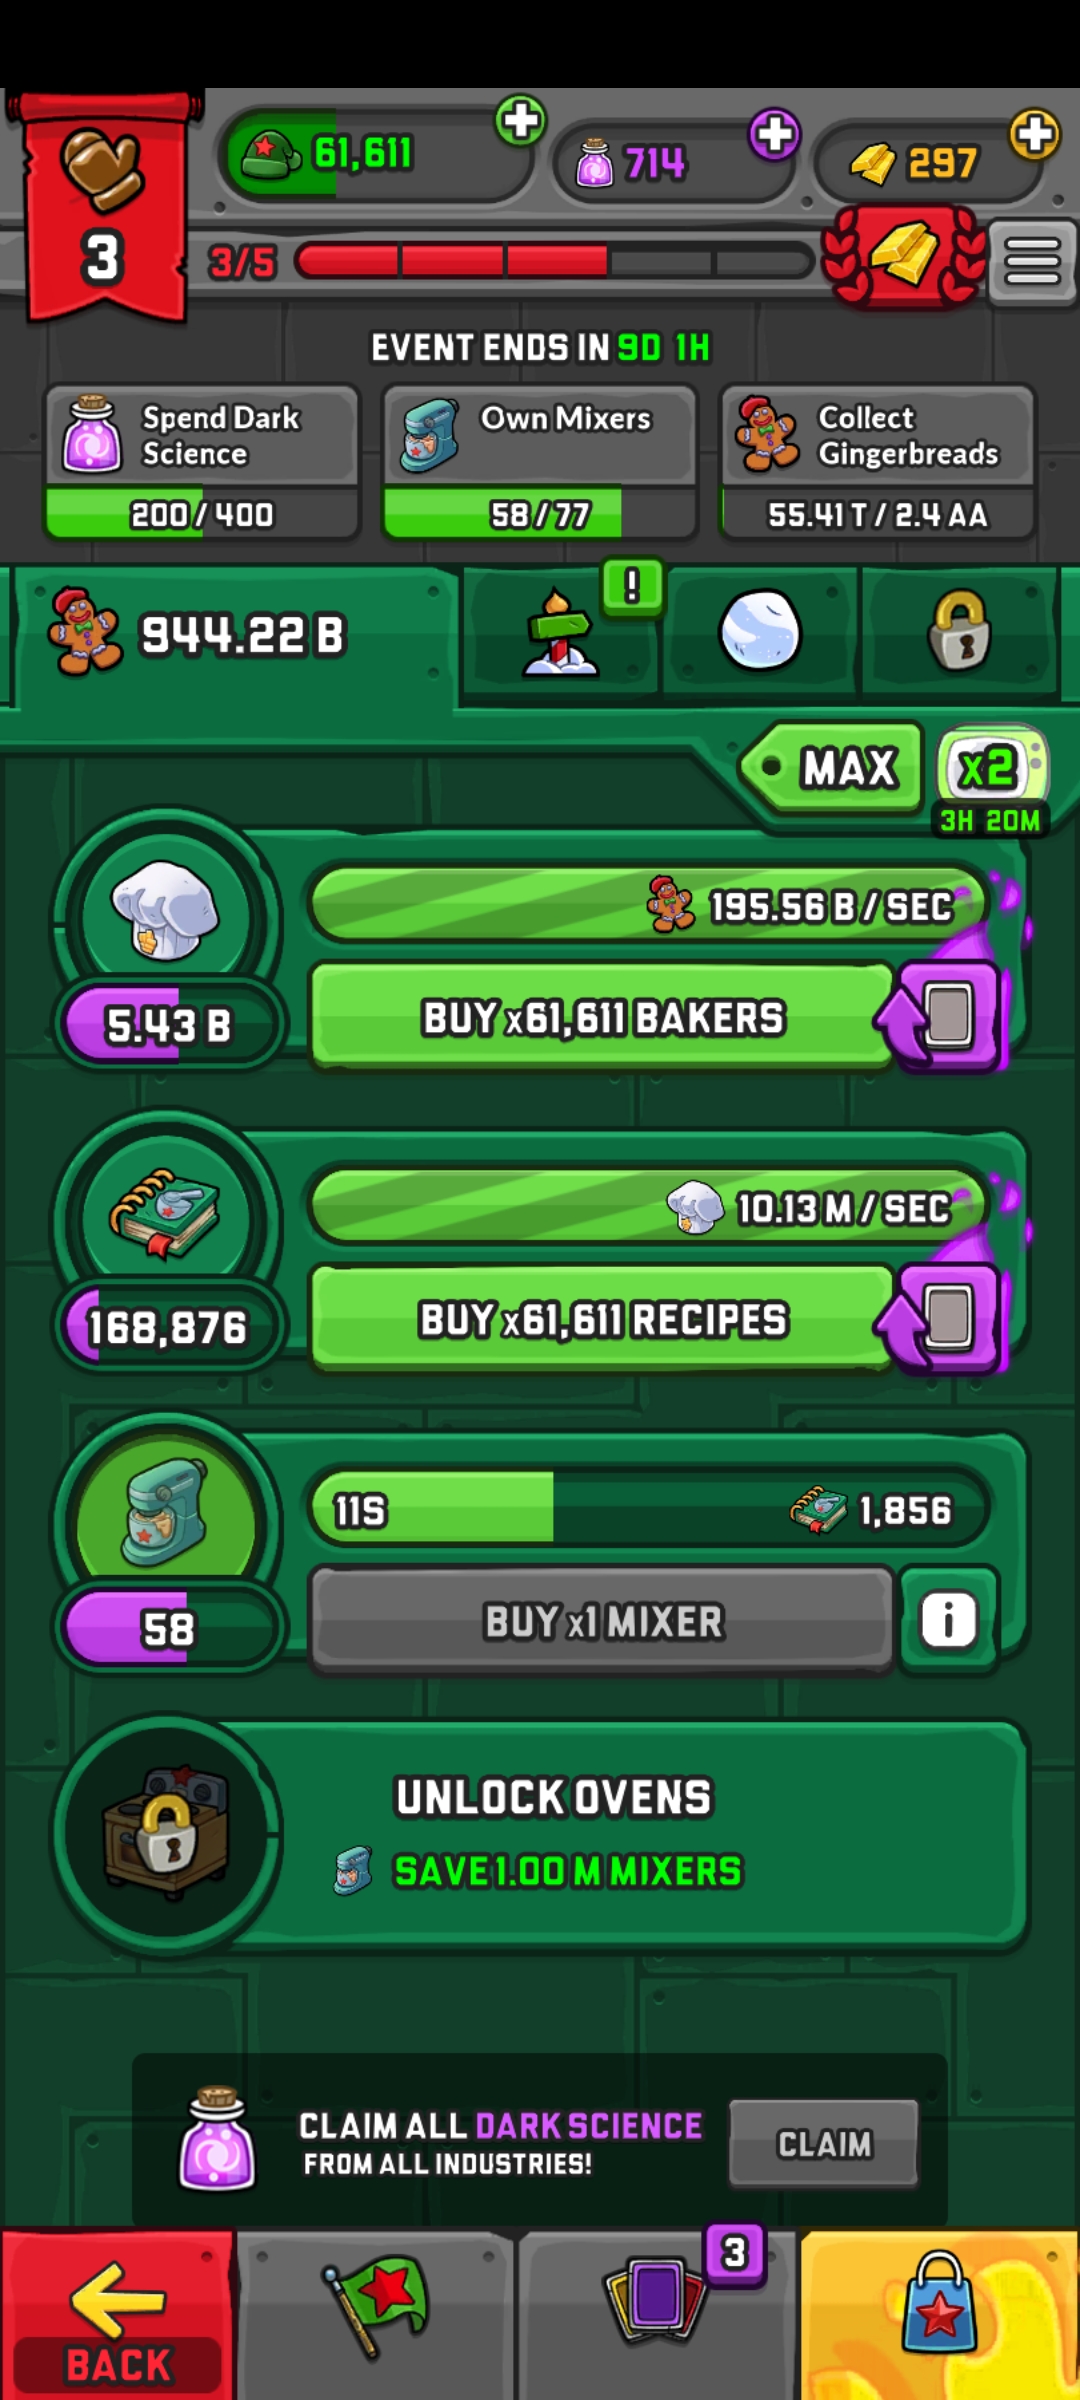 61,611
714
297
3
3/5
EVENT ENDS IN 9D 1H
Spend Dark
Science
200 / 400
Own Mixers
58 / 77
Collect
Gingerbreads
55.41 T / 2.4 AA
944.22 B
!
MAX
x2
3H 20M
195.56 B / SEC
5.43 B
BUY x61,611 BAKERS
10.13 M / SEC
168,876
BUY x61,611 RECIPES
11S
1,856
58
BUY x1 MIXER
i
UNLOCK OVENS
SAVE 1.00 M MIXERS
CLAIM ALL DARK SCIENCE
FROM ALL INDUSTRIES!
CLAIM
3
BACK